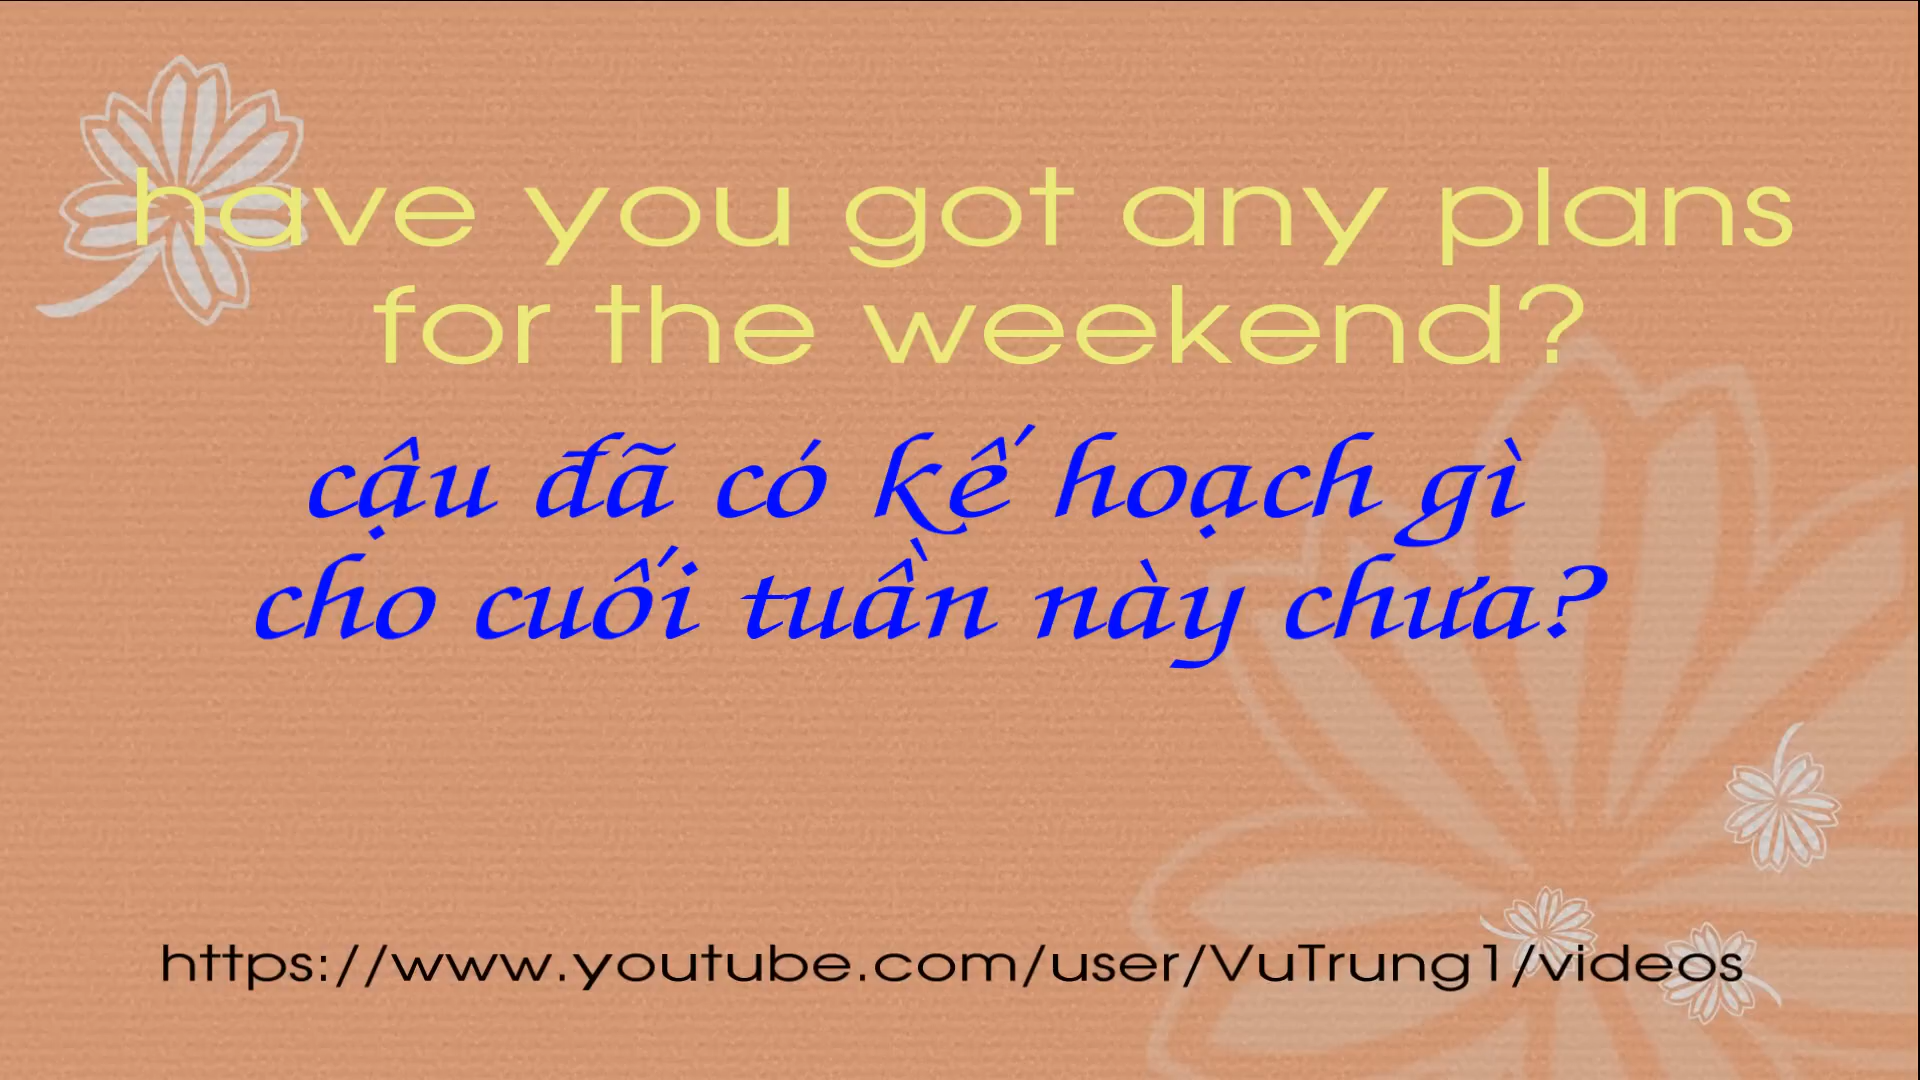 have you got any plans
for the weekend?
cậu đã có kế hoạch gì
cho cuối tuần này chưa?
https://www.youtube.com/user/VuTrung1/videos